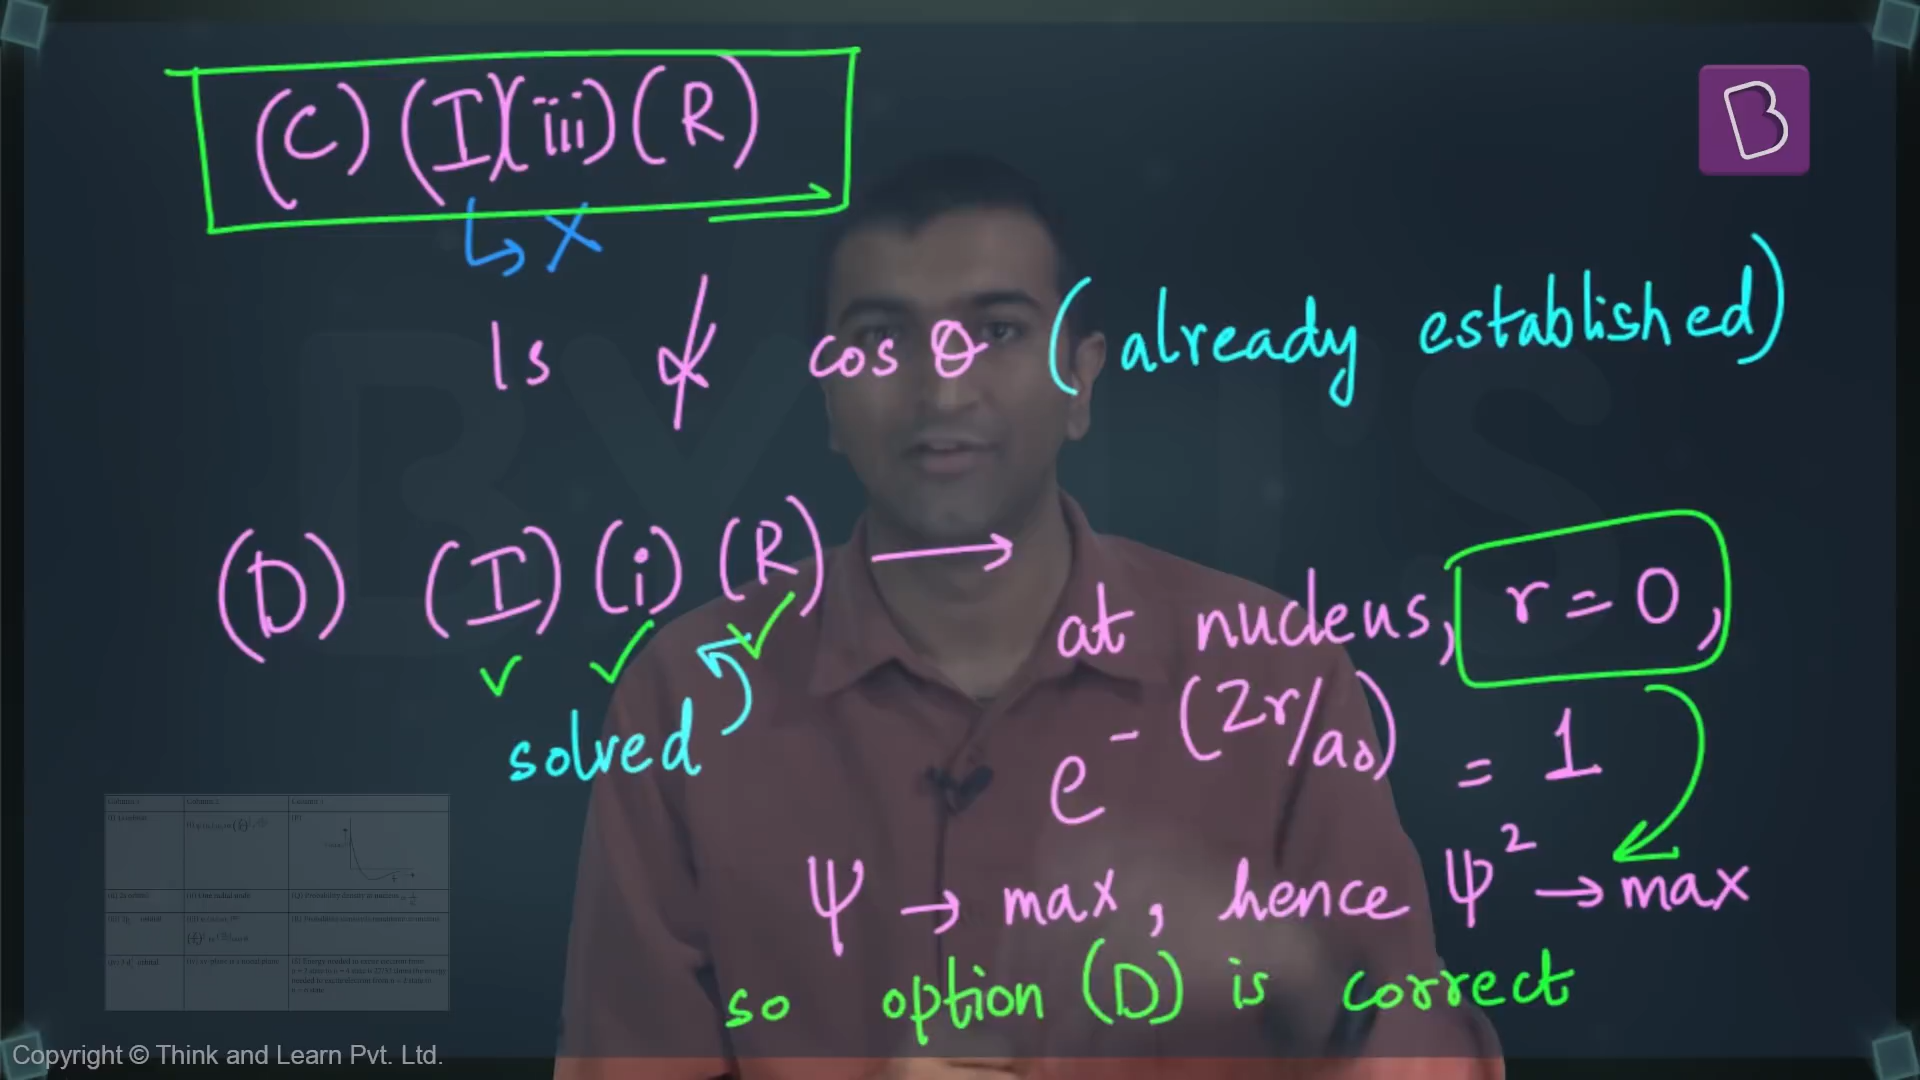 (C) (I)(iii) (R)
↳ X
1s ∝̸ cos θ (already established)
(D) (I) (i) (R) → at nucleus, r = 0,
✓ ✓ ✓
solved
e^-(2r/a₀) = 1
Ψ → max, hence Ψ² → max
so option (D) is correct
B
Copyright © Think and Learn Pvt. Ltd.